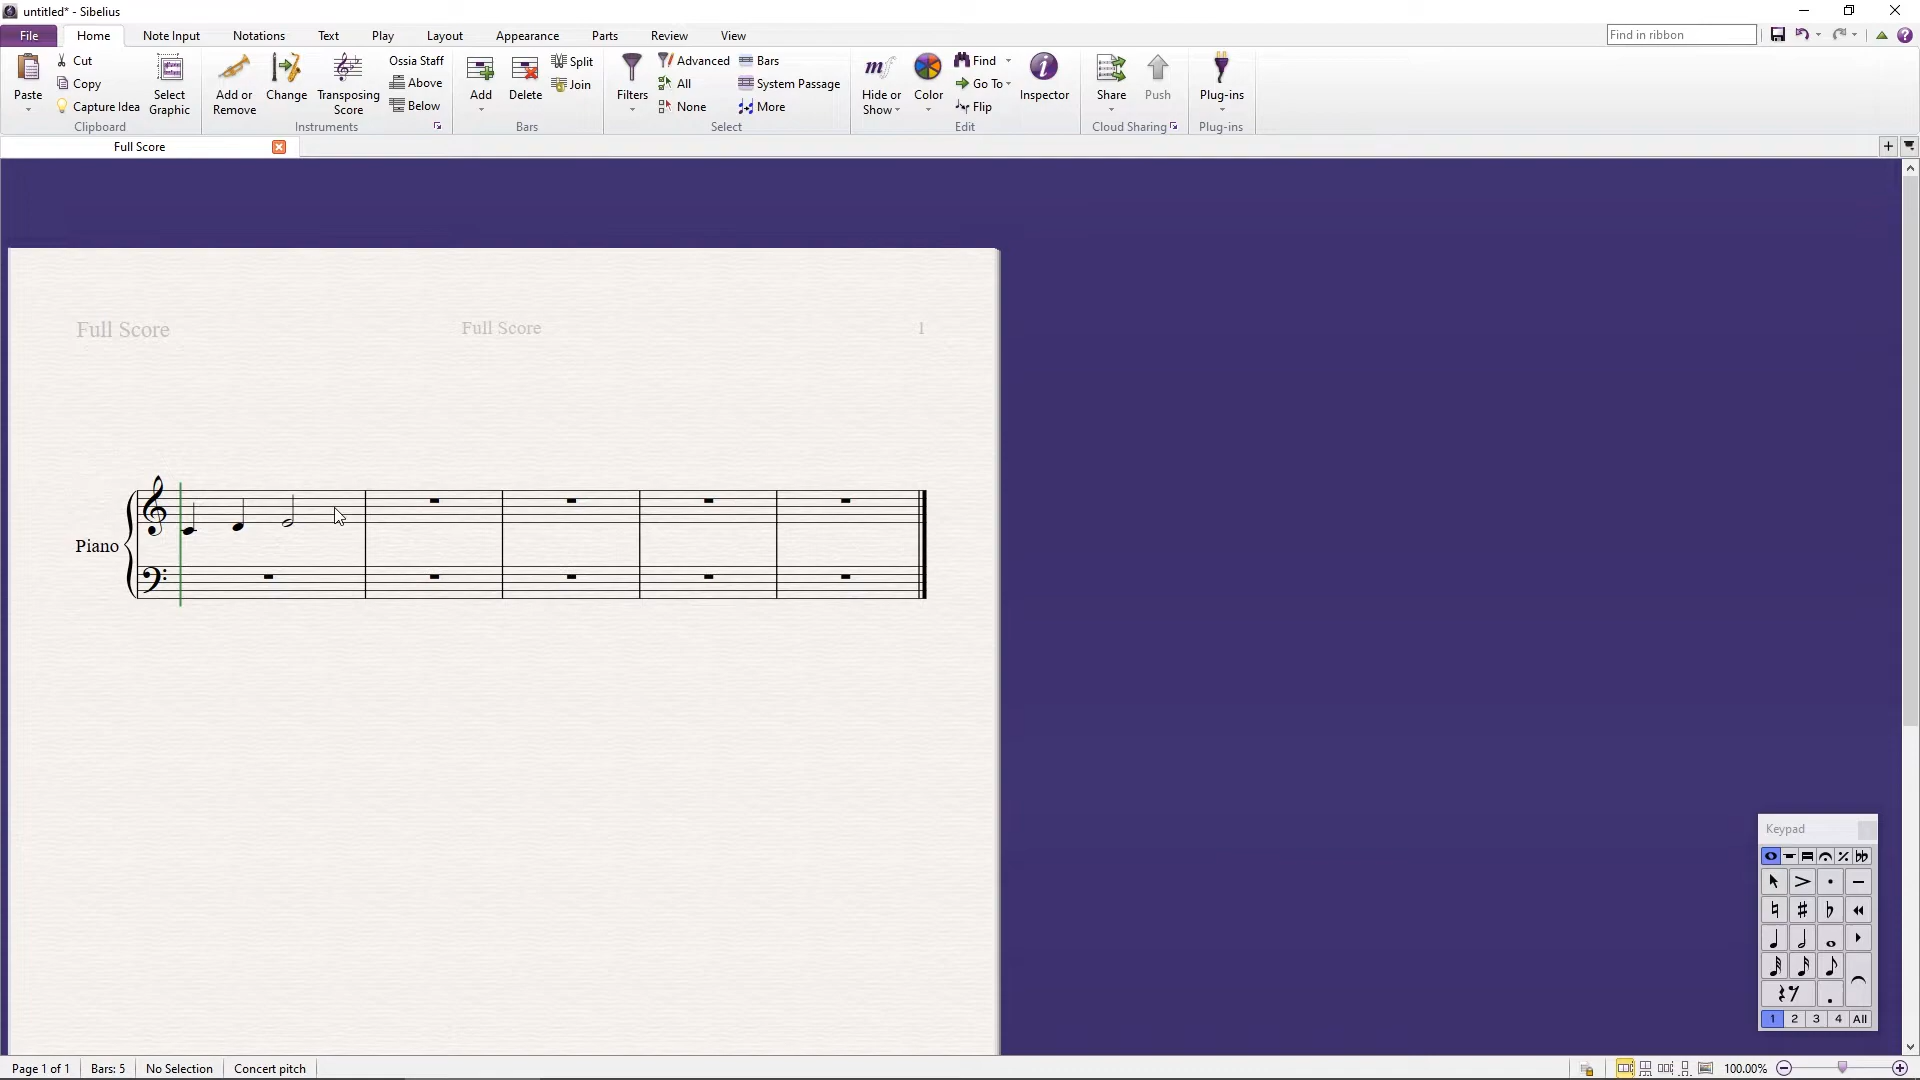 untitled* - Sibelius
File Home Note Input Notations Text Play Layout Appearance Parts Review View Find in ribbon
Paste Cut Copy Capture Idea Select Graphic
Clipboard
Add or Remove Change Transposing Score Ossia Staff Above Below
Instruments
Add Delete Split Join
Bars
Filters Advanced All None Bars System Passage More
Select
Hide or Show Color Find Go To Flip Inspector
Edit
Share Push
Cloud Sharing
Plug-ins
Plug-ins
Full Score
Full Score Full Score 1
Piano
Keypad
1 2 3 4 All
Page 1 of 1 Bars: 5 No Selection Concert pitch 100.00%